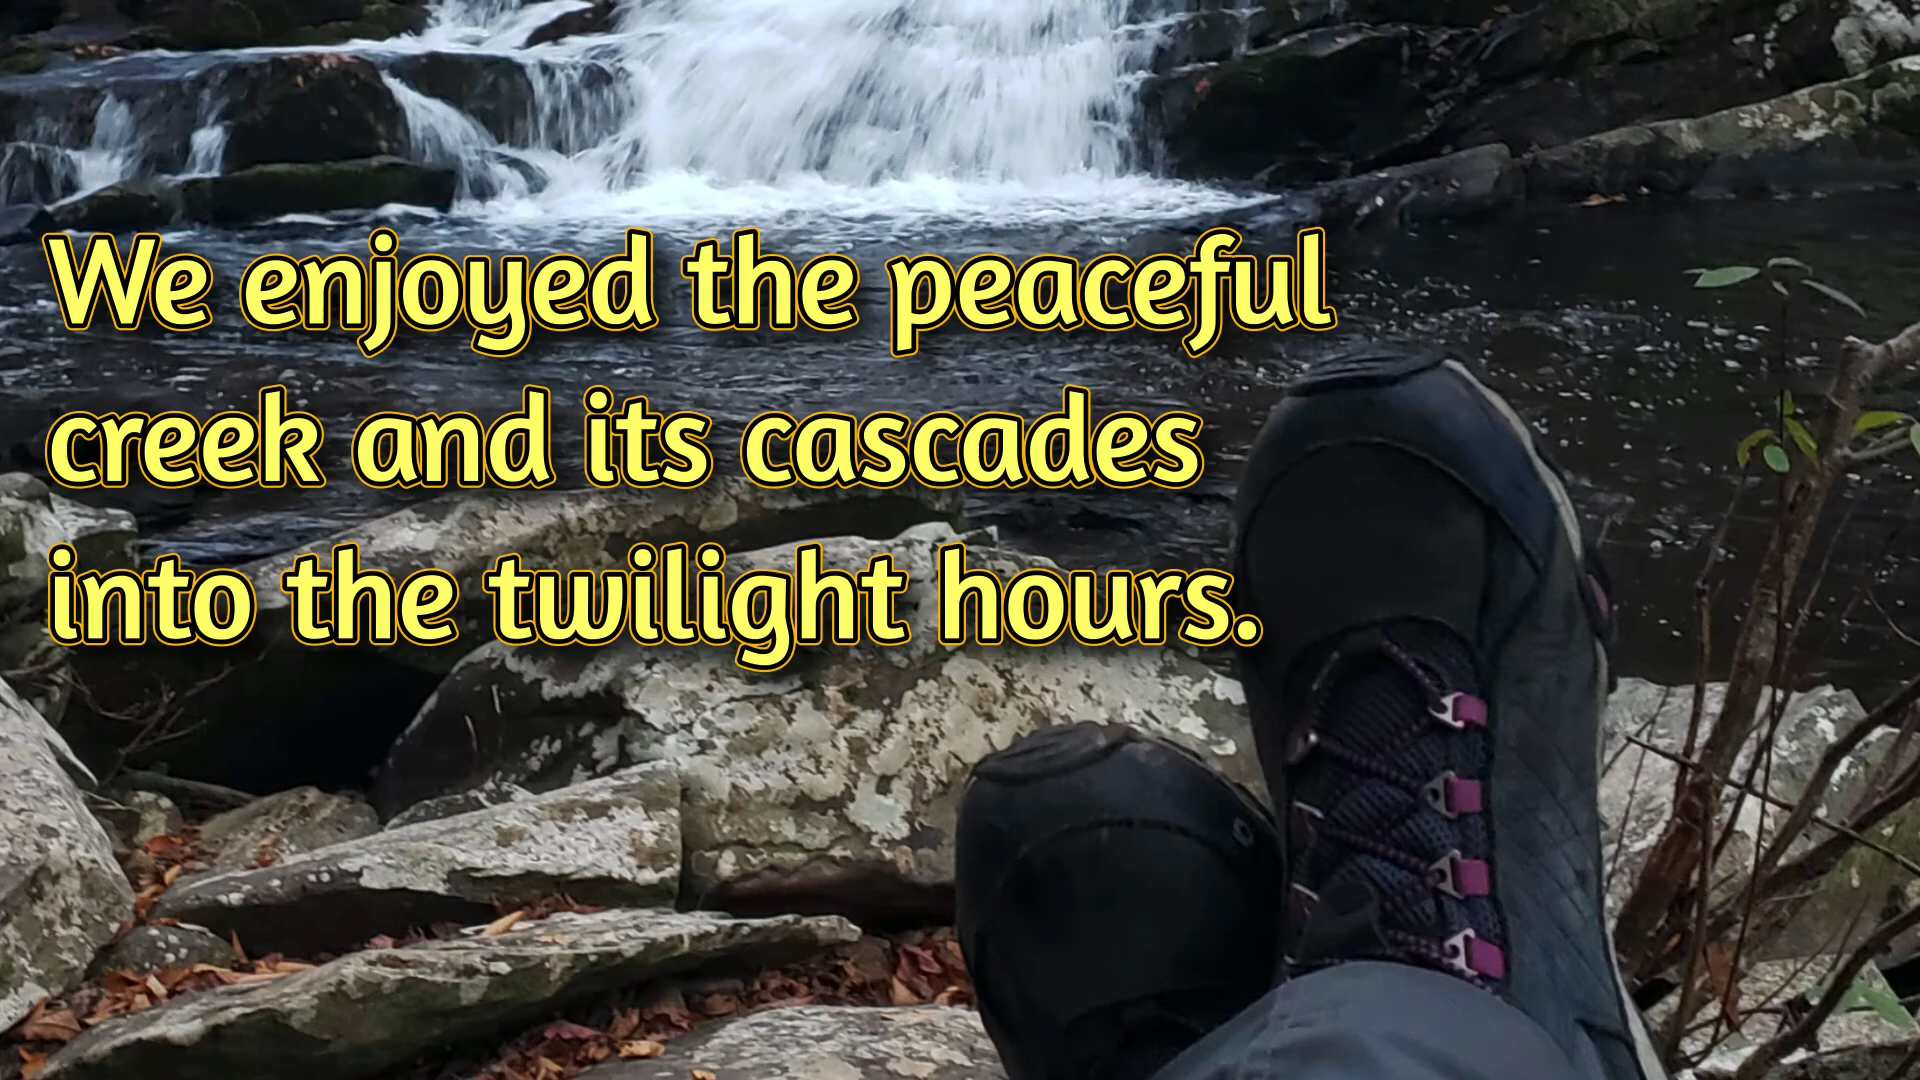 We enjoyed the peaceful
creek and its cascades
into the twilight hours.